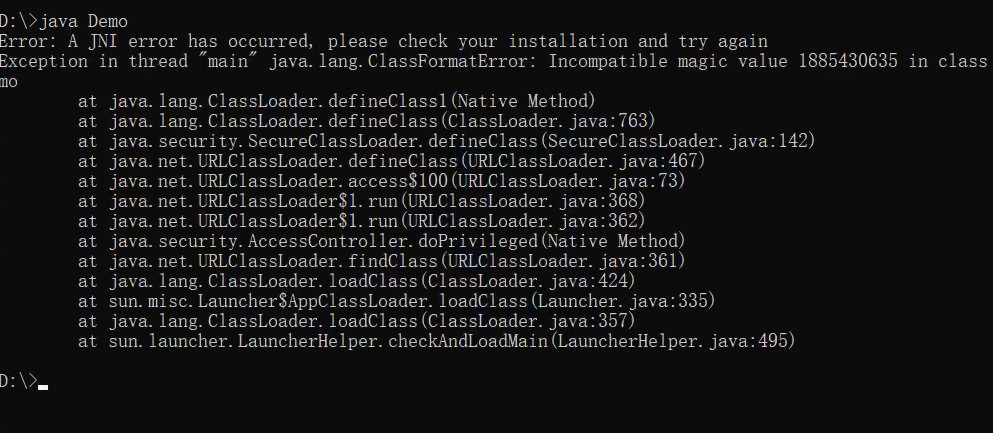 D:\>java Demo
Error: A JNI error has occurred, please check your installation and try again
Exception in thread "main" java.lang.ClassFormatError: Incompatible magic value 1885430635 in class
mo
at java.lang.ClassLoader.defineClass1(Native Method)
at java.lang.ClassLoader.defineClass(ClassLoader.java:763)
at java.security.SecureClassLoader.defineClass(SecureClassLoader.java:142)
at java.net.URLClassLoader.defineClass(URLClassLoader.java:467)
at java.net.URLClassLoader.access$100(URLClassLoader.java:73)
at java.net.URLClassLoader$1.run(URLClassLoader.java:368)
at java.net.URLClassLoader$1.run(URLClassLoader.java:362)
at java.security.AccessController.doPrivileged(Native Method)
at java.net.URLClassLoader.findClass(URLClassLoader.java:361)
at java.lang.ClassLoader.loadClass(ClassLoader.java:424)
at sun.misc.Launcher$AppClassLoader.loadClass(Launcher.java:335)
at java.lang.ClassLoader.loadClass(ClassLoader.java:357)
at sun.launcher.LauncherHelper.checkAndLoadMain(LauncherHelper.java:495)
D:\>